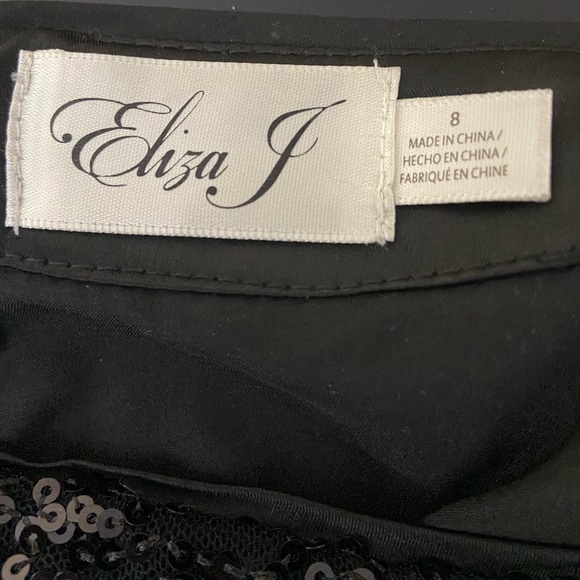 Eliza J
8
MADE IN CHINA /
HECHO EN CHINA /
FABRIQUÉ EN CHINE